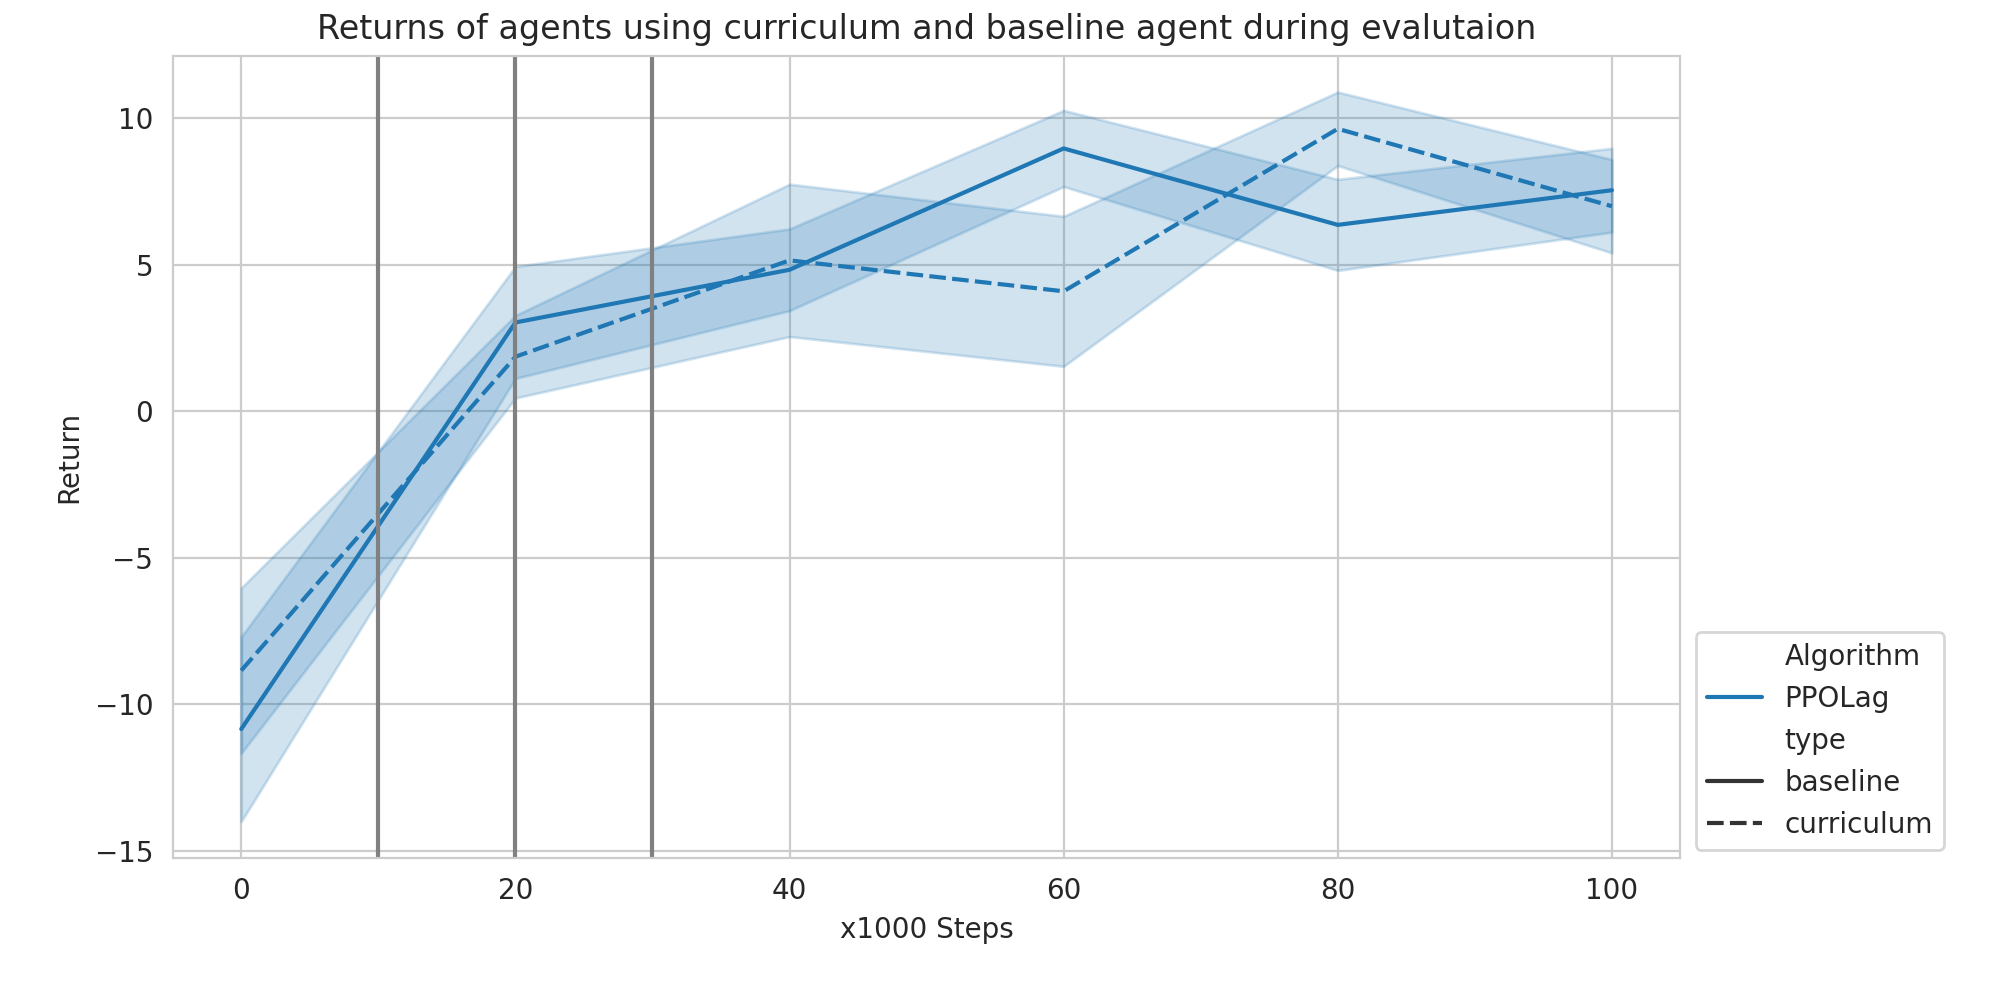 Returns of agents using curriculum and baseline agent during evalutaion
10
5
0
−5
−10
−15
Return
0 20 40 60 80 100
x1000 Steps
Algorithm
PPOLag
type
baseline
curriculum